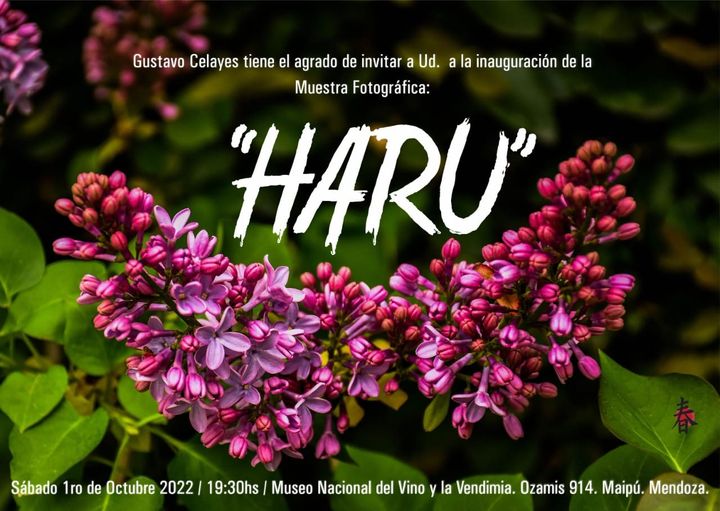 Gustavo Celayes tiene el agrado de invitar a Ud. a la inauguración de la
Muestra Fotográfica:
"HARU"
春
Sábado 1ro de Octubre 2022 / 19:30hs / Museo Nacional del Vino y la Vendimia. Ozamis 914. Maipú. Mendoza.